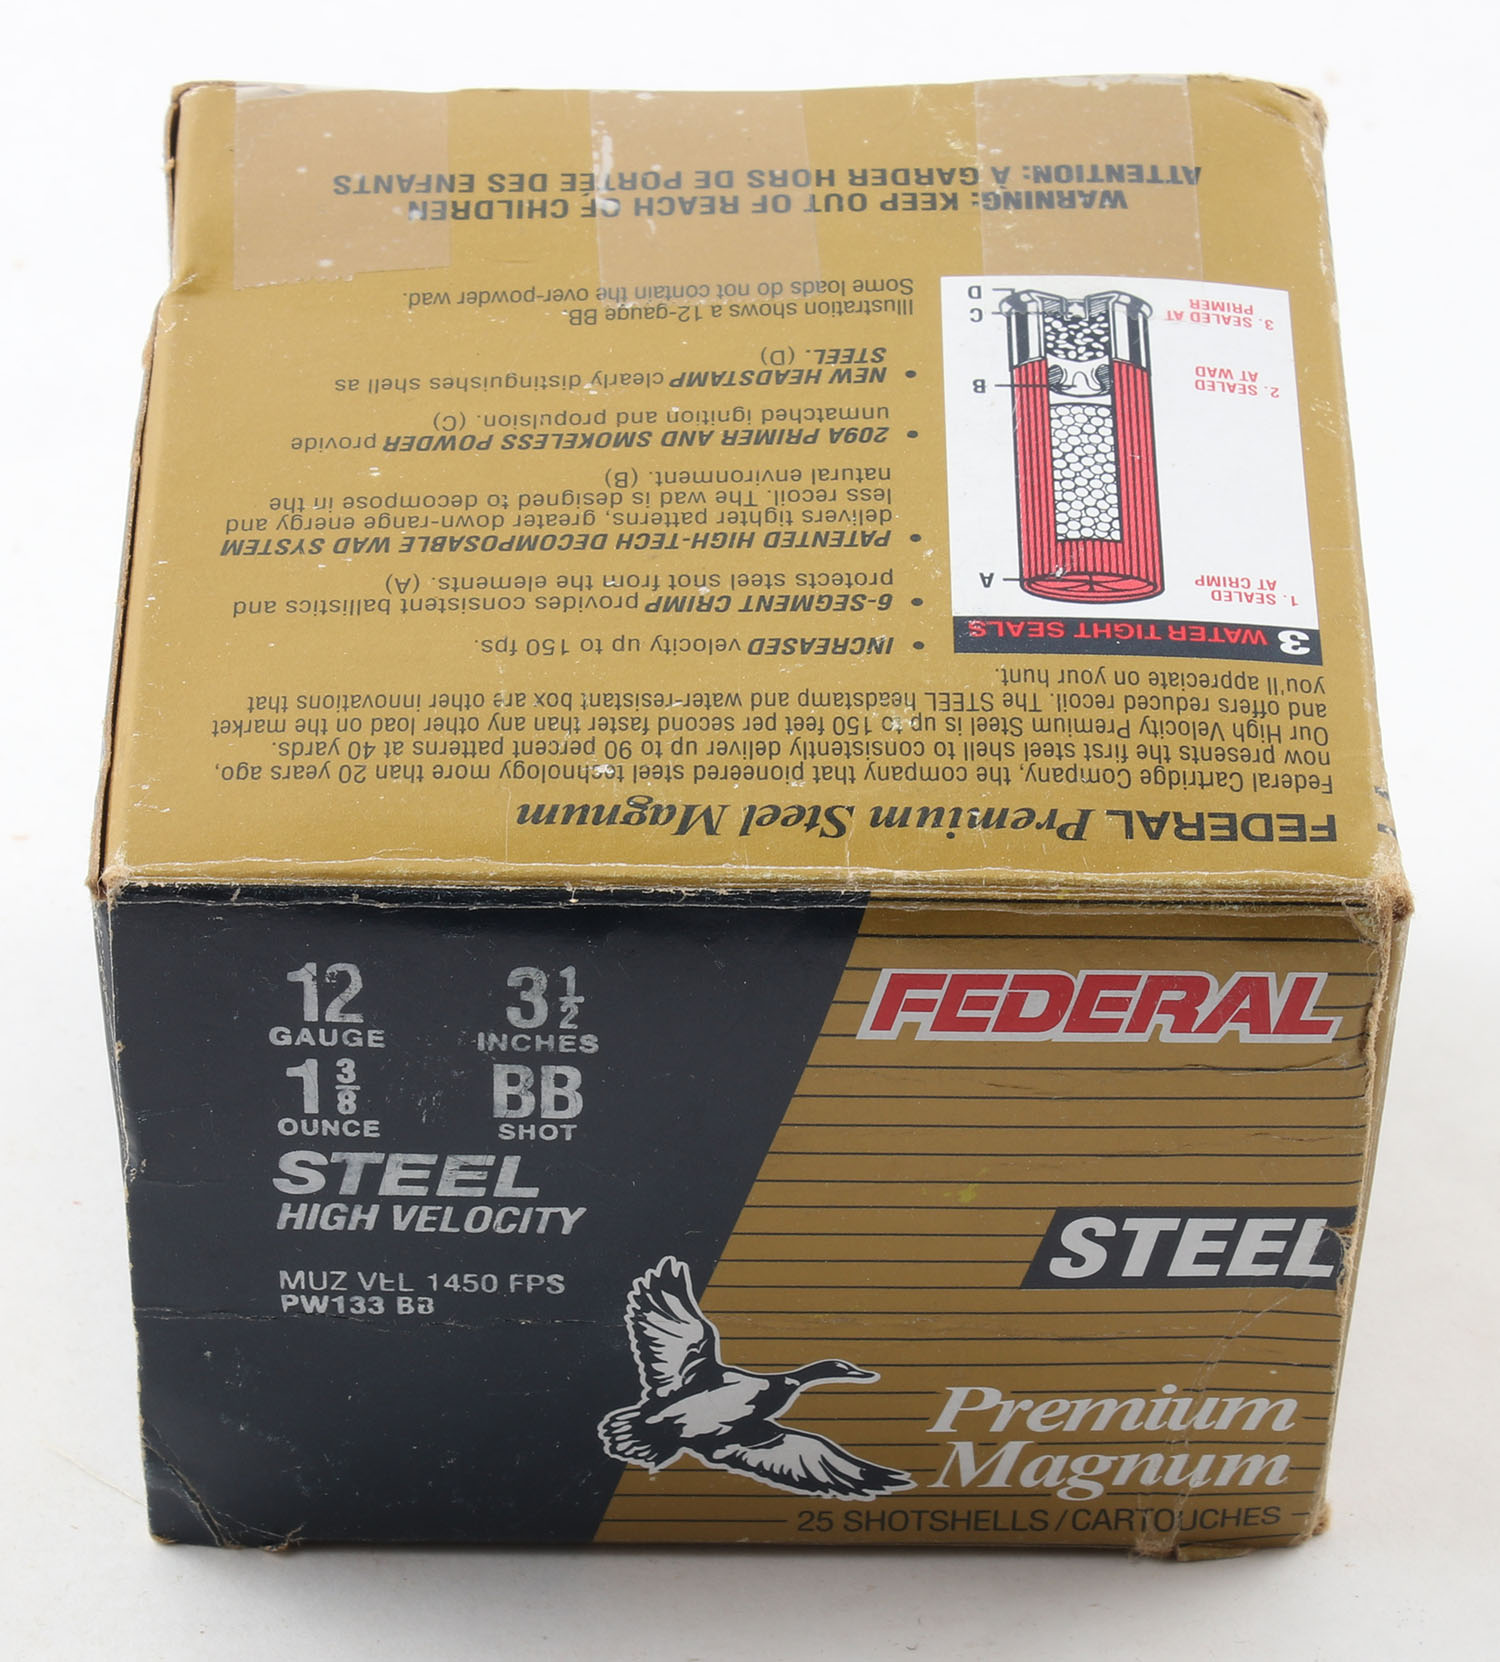 WARNING: KEEP OUT OF REACH OF CHILDREN
ATTENTION: À GARDER HORS DE PORTÉE DES ENFANTS
FEDERAL Premium Steel Magnum
Federal Cartridge Company, the company that pioneered steel technology more than 20 years ago,
now presents the first steel shell to consistently deliver up to 90 percent patterns at 40 yards.
Our High Velocity Premium Steel is up to 150 feet per second faster than any other load on the market
and offers reduced recoil. The STEEL headstamp and water-resistant box are other innovations that
you'll appreciate on your hunt.
3 WATER TIGHT SEALS
1. SEALED
AT CRIMP
A
2. SEALED
AT WAD
B
3. SEALED AT
PRIMER
C
D
• INCREASED velocity up to 150 fps.
• 6-SEGMENT CRIMP provides consistent ballistics and
protects steel shot from the elements. (A)
• PATENTED HIGH-TECH DECOMPOSABLE WAD SYSTEM
delivers tighter patterns, greater down-range energy and
less recoil. The wad is designed to decompose in the
natural environment. (B)
• 209A PRIMER AND SMOKELESS POWDER provide
unmatched ignition and propulsion. (C)
• NEW HEADSTAMP clearly distinguishes shell as
STEEL. (D)
Illustration shows a 12-gauge BB.
Some loads do not contain the over-powder wad.
12 3 1/2
GAUGE INCHES
1 3/8 BB
OUNCE SHOT
STEEL
HIGH VELOCITY
MUZ VEL 1450 FPS
PW133 BB
FEDERAL
STEEL
Premium
Magnum
25 SHOTSHELLS/CARTOUCHES